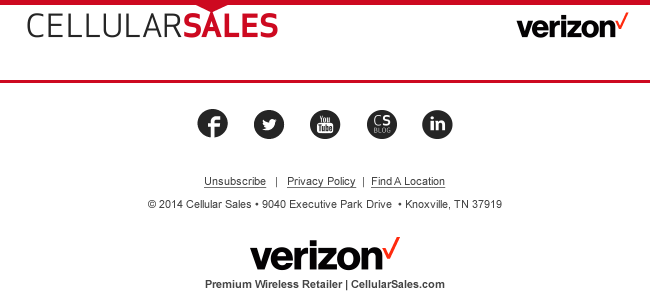 CELLULARSALES verizon✓
f You Tube CS BLOG in
Unsubscribe | Privacy Policy | Find A Location
© 2014 Cellular Sales • 9040 Executive Park Drive • Knoxville, TN 37919
verizon✓
Premium Wireless Retailer | CellularSales.com